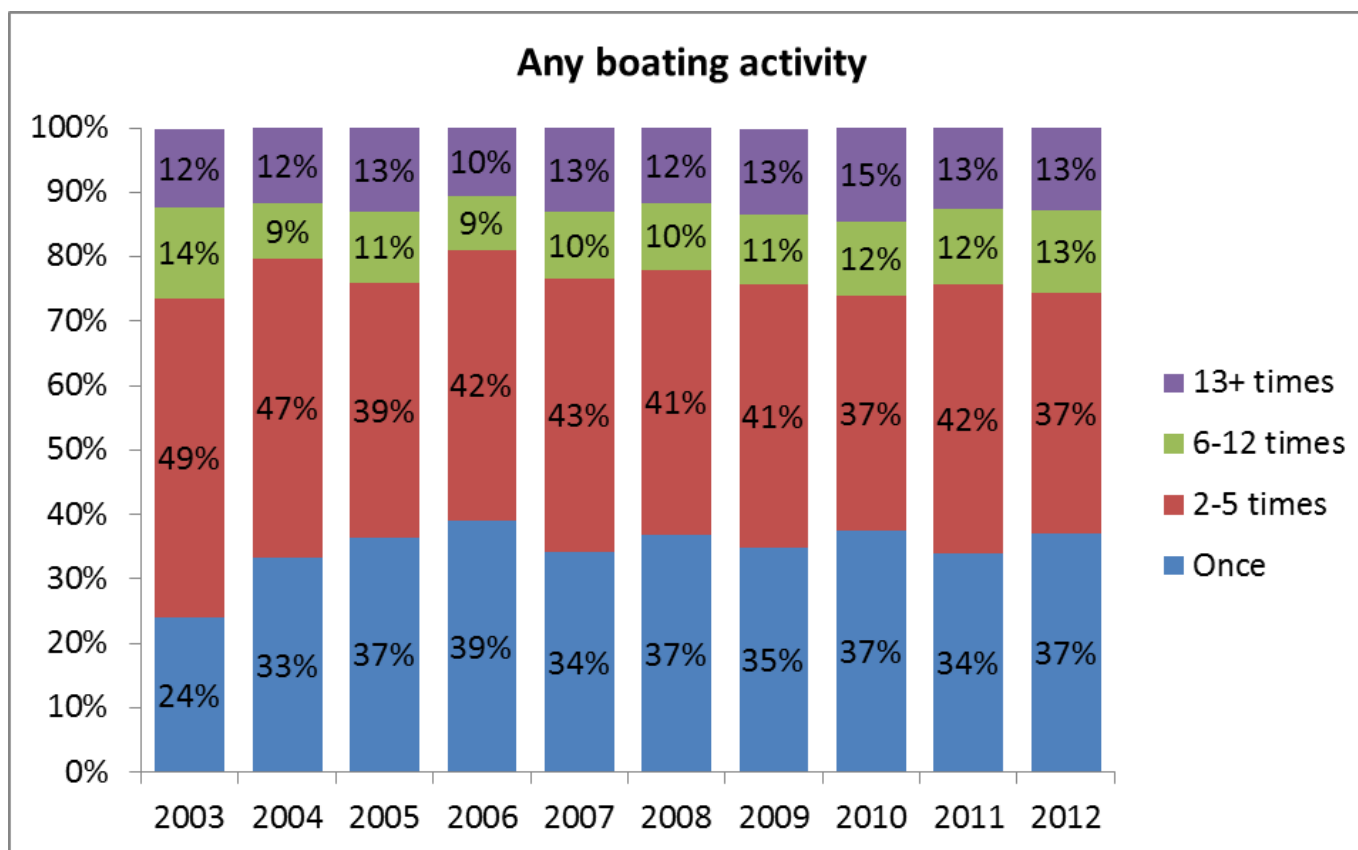 Any boating activity
100%
90%
80%
70%
60%
50%
40%
30%
20%
10%
0%
12% 12% 13% 10% 13% 12% 13% 15% 13% 13%
14% 9% 11% 9% 10% 10% 11% 12% 12% 13%
49% 47% 39% 42% 43% 41% 41% 37% 42% 37%
24% 33% 37% 39% 34% 37% 35% 37% 34% 37%
2003 2004 2005 2006 2007 2008 2009 2010 2011 2012
13+ times
6-12 times
2-5 times
Once